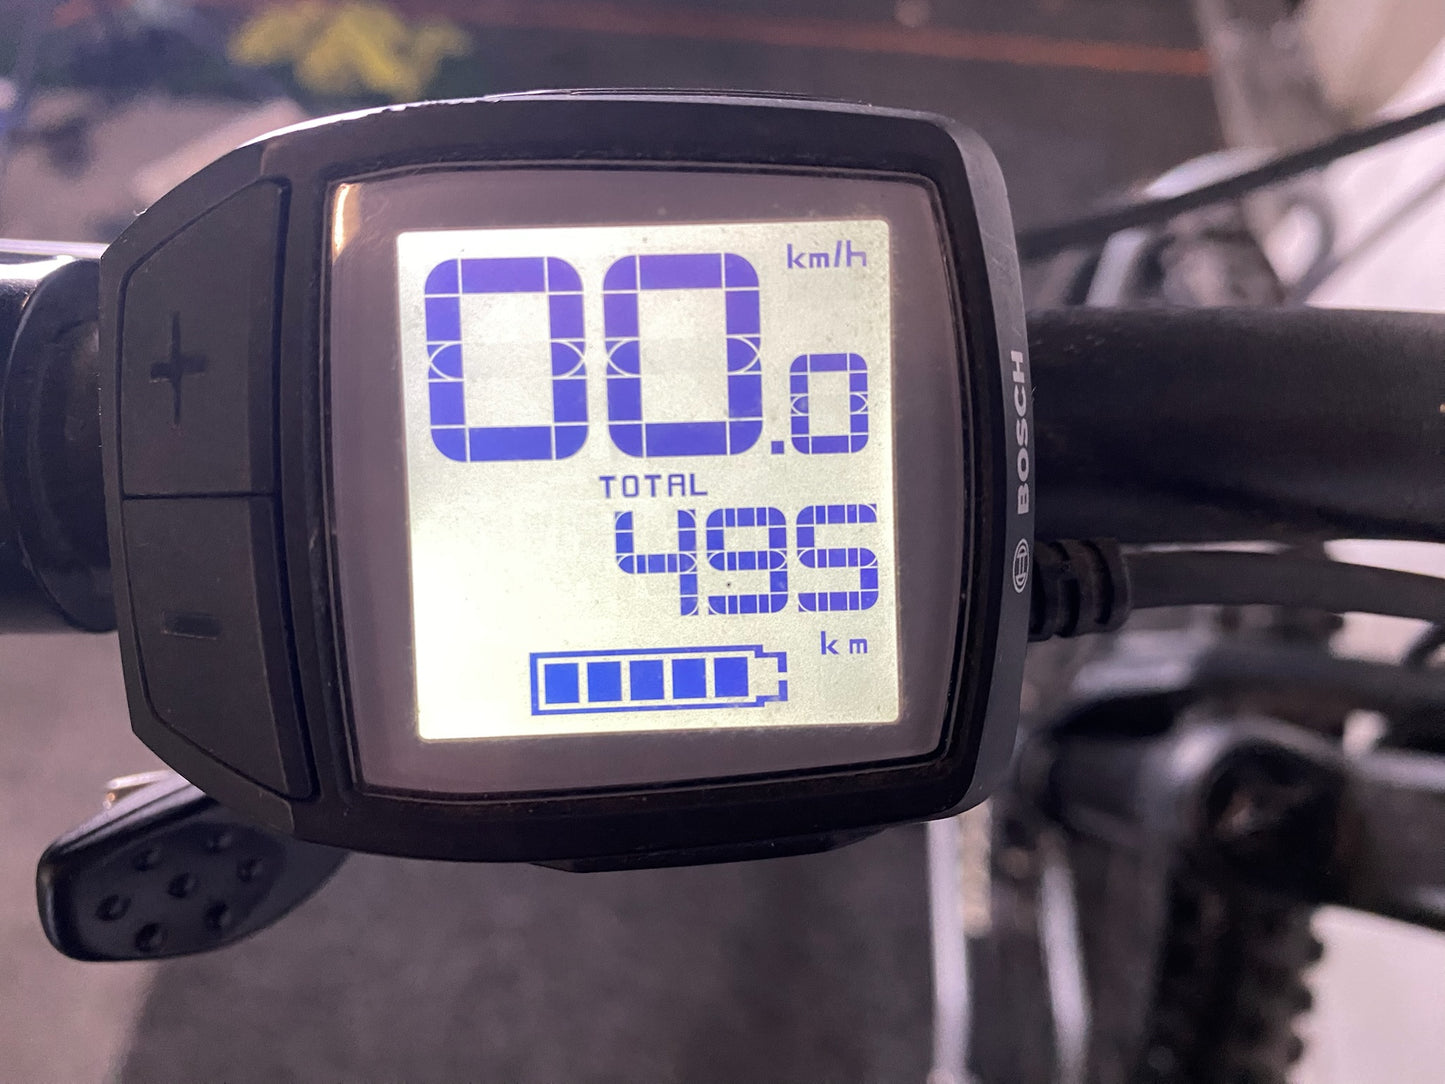 km/h
00.0
TOTAL
495
km
BOSCH
+
-